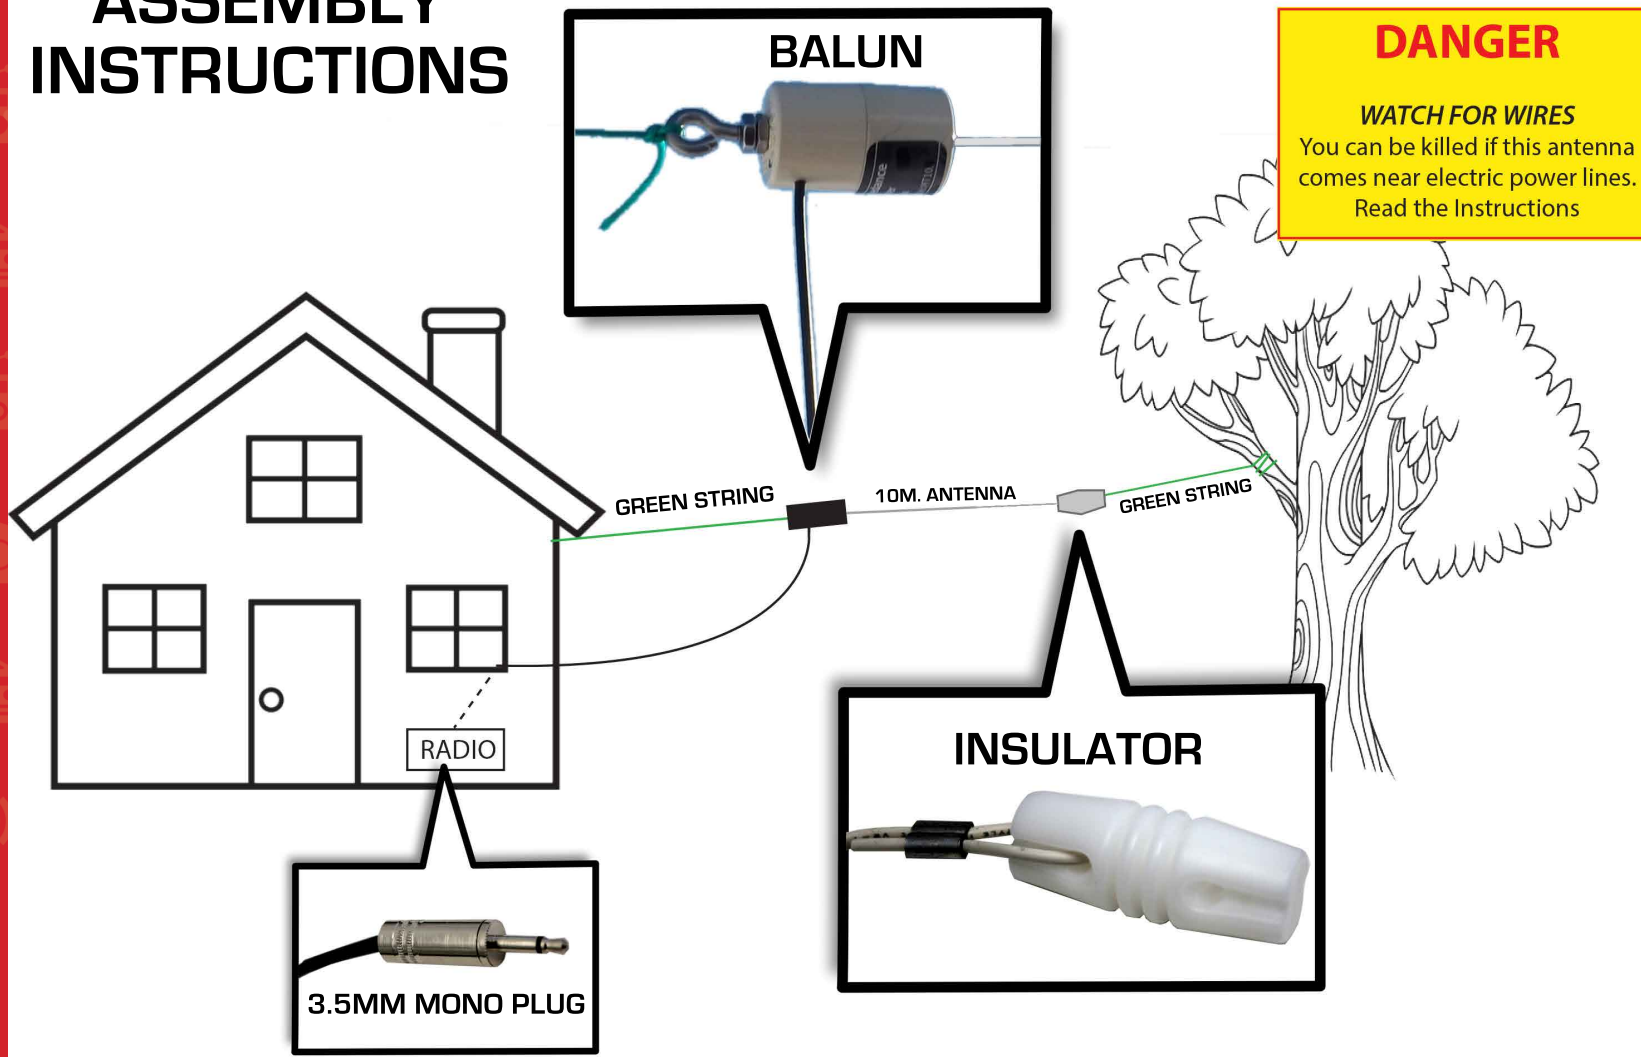 ASSEMBLY
INSTRUCTIONS
BALUN
DANGER
WATCH FOR WIRES
You can be killed if this antenna
comes near electric power lines.
Read the Instructions
GREEN STRING
10M. ANTENNA
GREEN STRING
RADIO
INSULATOR
3.5MM MONO PLUG